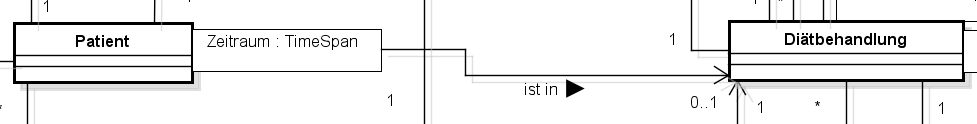 1
Patient
Zeitraum : TimeSpan
1
Diätbehandlung
*
1
ist in ▶
0..1
1
*
1
*